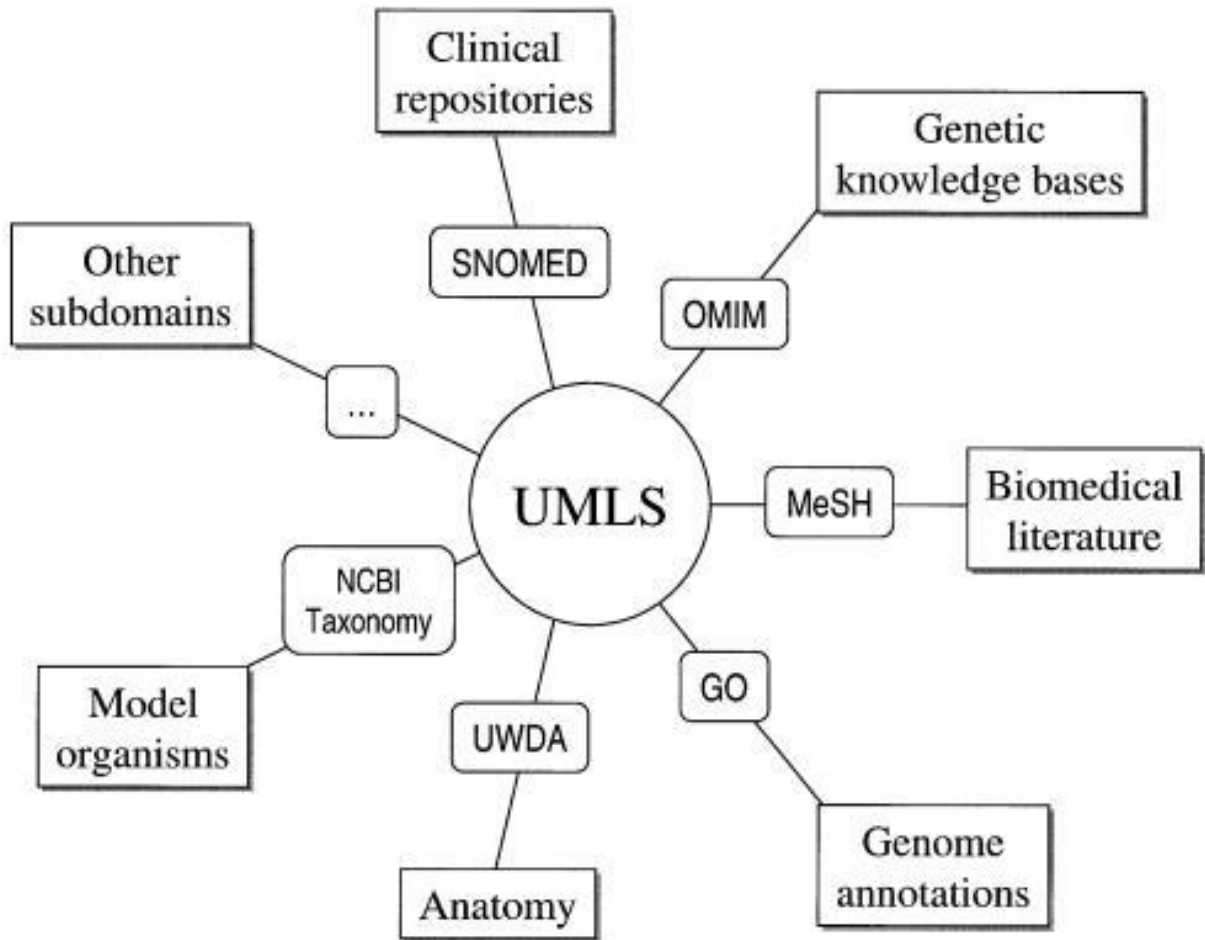 Clinical
repositories
Genetic
knowledge bases
SNOMED
Other
subdomains
OMIM
...
UMLS
MeSH
Biomedical
literature
NCBI
Taxonomy
GO
Model
organisms
UWDA
Genome
annotations
Anatomy